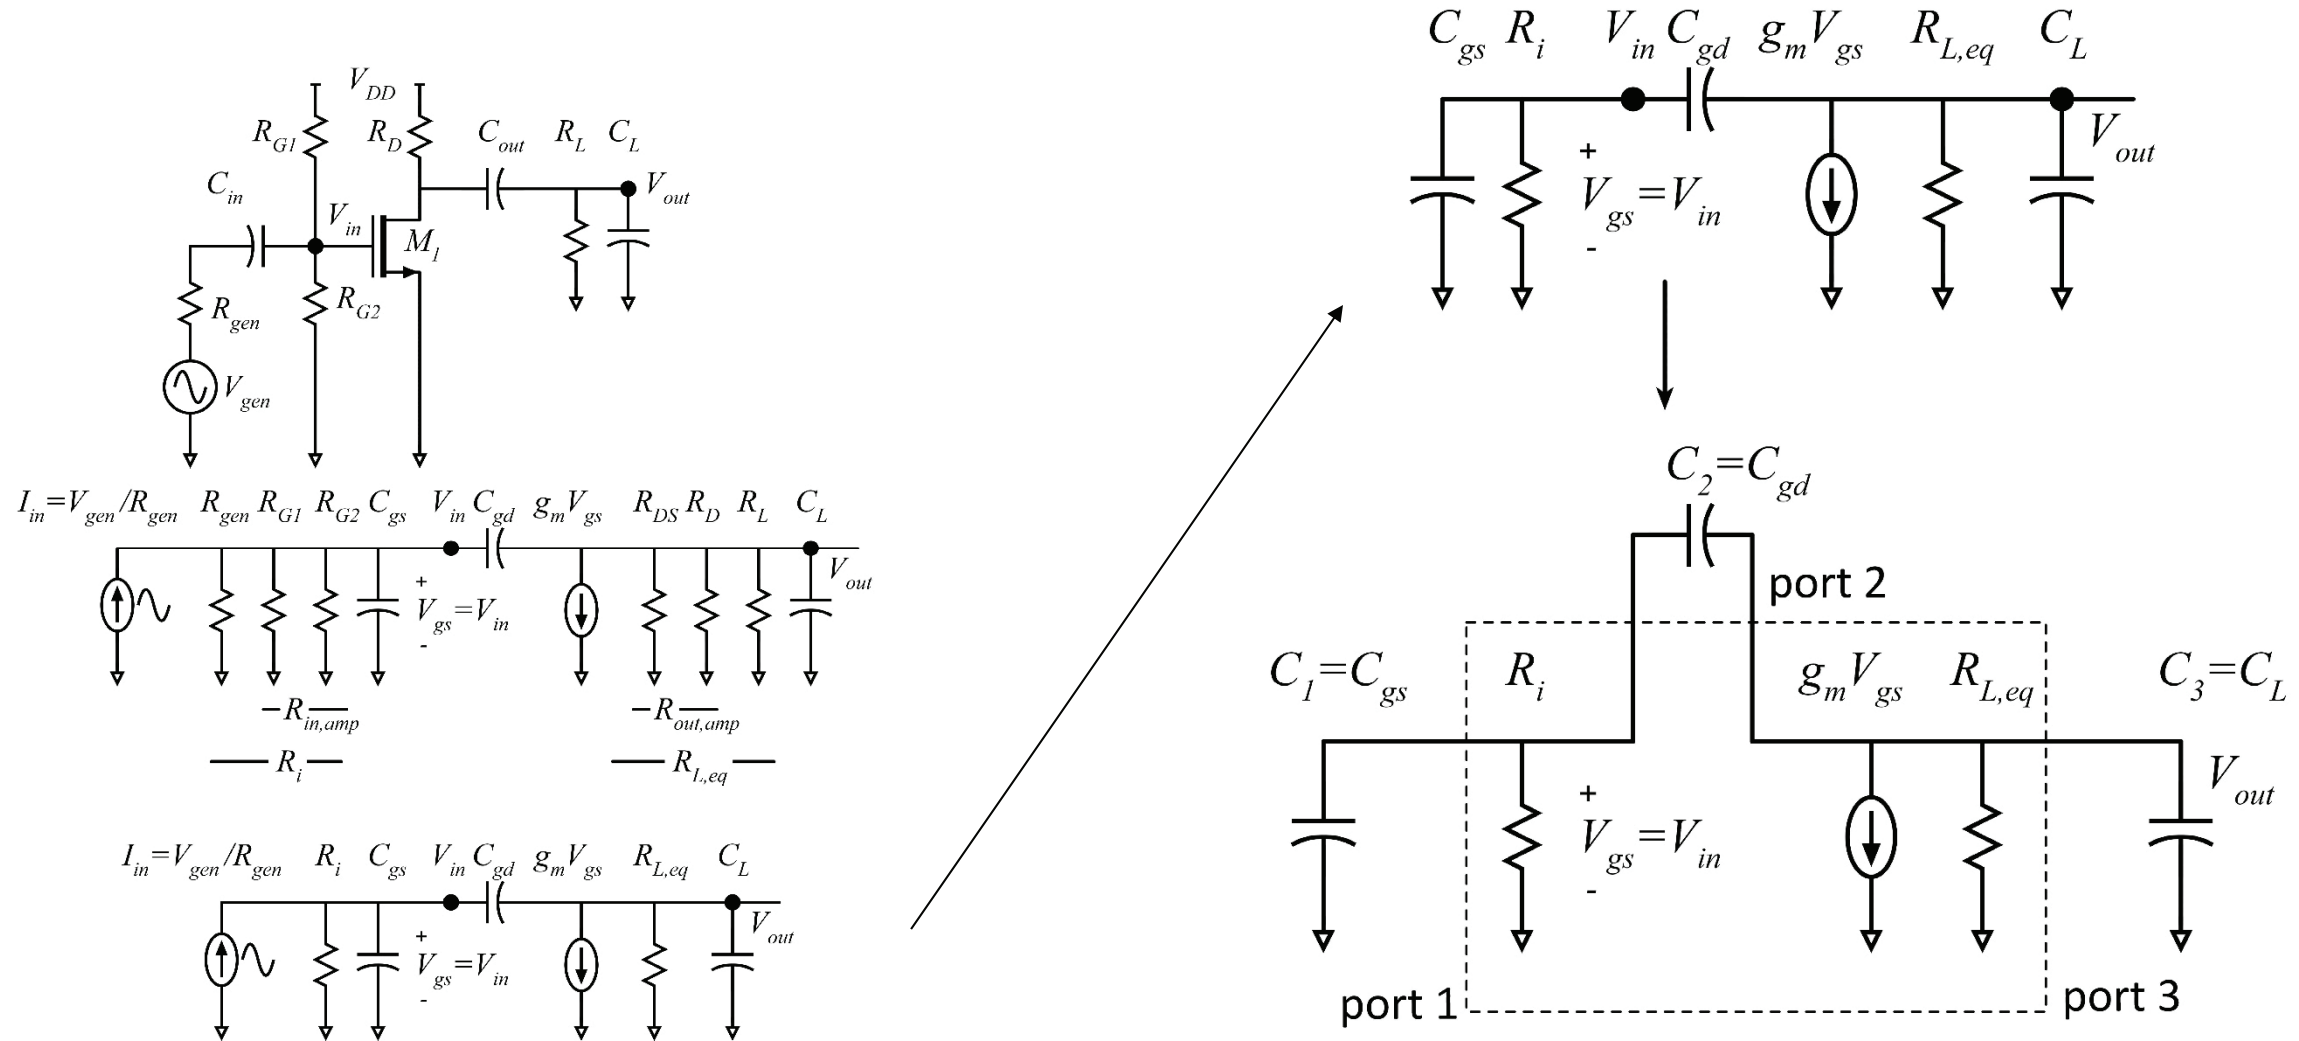 V_DD
R_G1 R_D C_out R_L C_L
C_in
V_in M_1 V_out
R_gen R_G2
V_gen
I_in=V_gen/R_gen R_gen R_G1 R_G2 C_gs V_in C_gd g_mV_gs R_DS R_D R_L C_L
V_out
+
V_gs=V_in
-
R_in,amp R_out,amp
R_i R_L,eq
I_in=V_gen/R_gen R_i C_gs V_in C_gd g_mV_gs R_L,eq C_L
V_out
+
V_gs=V_in
-
C_gs R_i V_in C_gd g_mV_gs R_L,eq C_L
V_out
+
V_gs=V_in
-
C_2=C_gd
port 2
C_1=C_gs R_i g_mV_gs R_L,eq C_3=C_L
V_out
+
V_gs=V_in
-
port 1 port 3